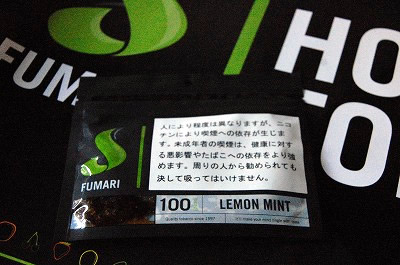 FUM
HO
TO
人により程度は異なりますが、ニコ
チンにより喫煙への依存が生じま
す。未成年者の喫煙は、健康に対す
る悪影響やたばこへの依存をより強
めます。周りの人から勧められても
決して吸ってはいけません。
FUMARI
100 LEMON MINT